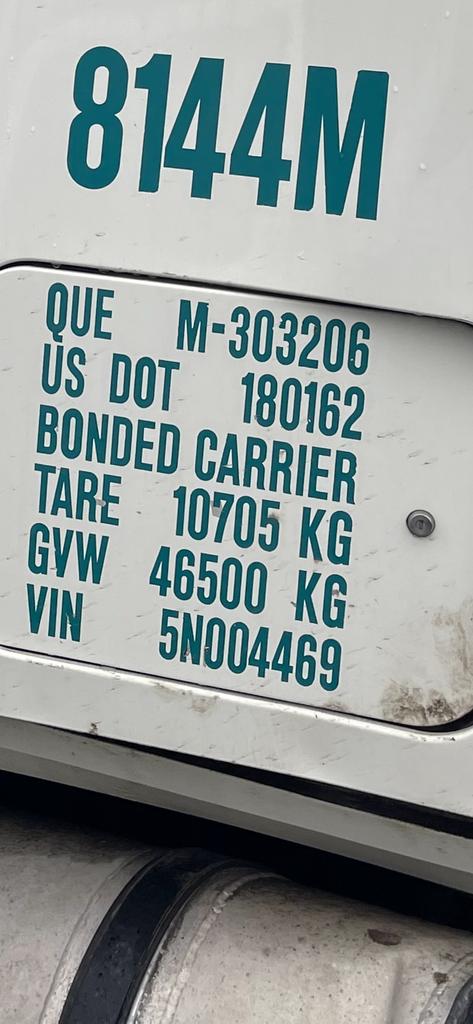 8144M
QUE M-303206
US DOT 180162
BONDED CARRIER
TARE 10705 KG
GVW 46500 KG
VIN 5N004469